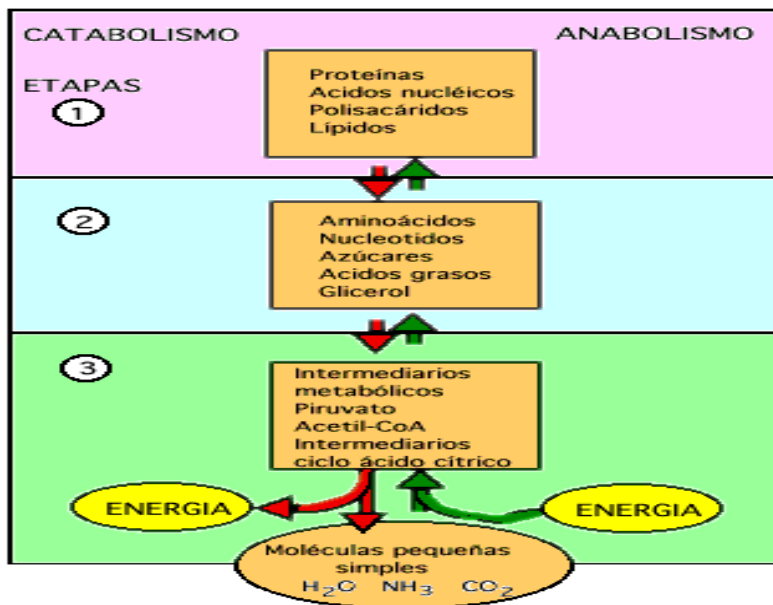 CATABOLISMO
ANABOLISMO
ETAPAS
1
Proteínas
Acidos nucléicos
Polisacáridos
Lípidos
2
Aminoácidos
Nucleotidos
Azúcares
Acidos grasos
Glicerol
3
Intermediarios
metabólicos
Piruvato
Acetil-CoA
Intermediarios
ciclo ácido cítrico
ENERGIA
ENERGIA
Moléculas pequeñas
simples
H₂O NH₃ CO₂